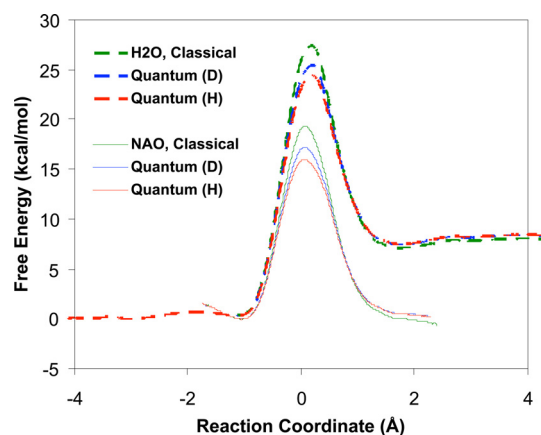 30
25
20
15
10
5
0
-5
Free Energy (kcal/mol)
H2O, Classical
Quantum (D)
Quantum (H)
NAO, Classical
Quantum (D)
Quantum (H)
-4 -2 0 2 4
Reaction Coordinate (Å)